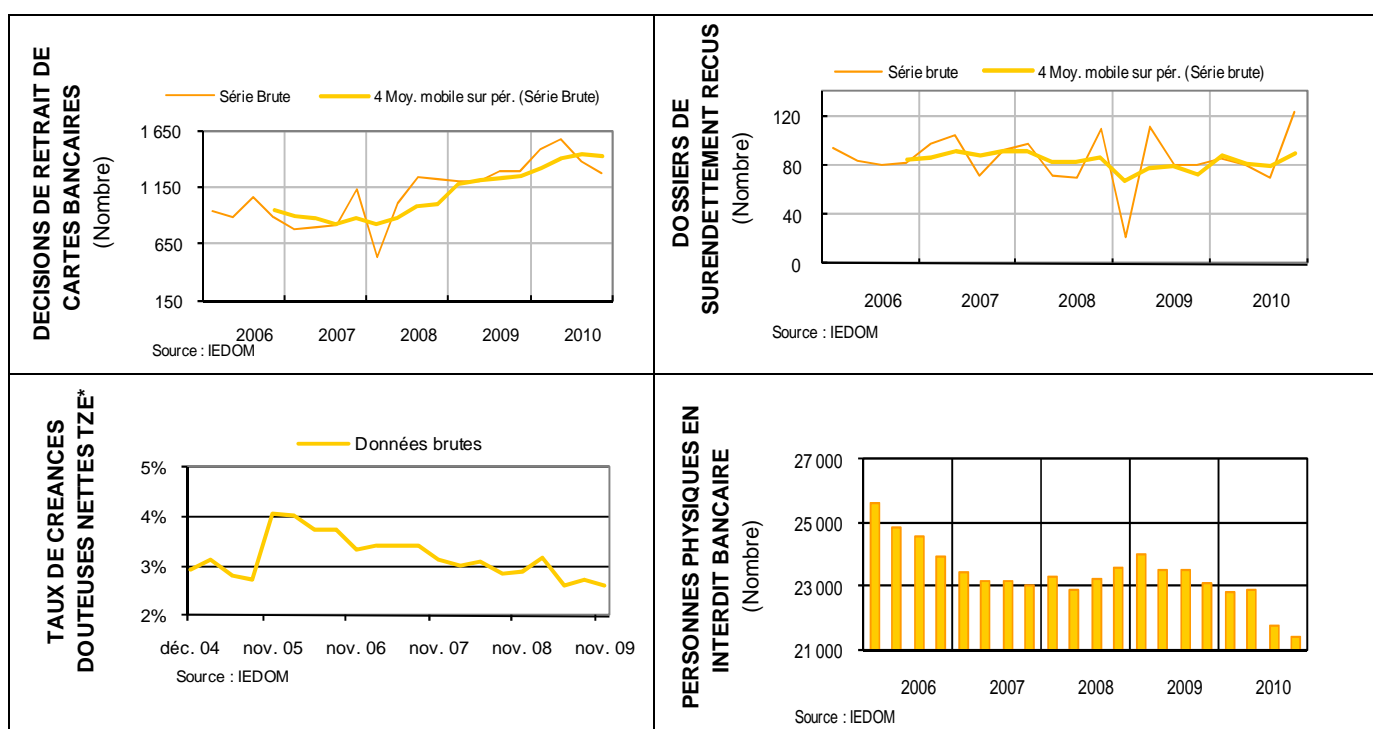 DECISIONS DE RETRAIT DE
CARTES BANCAIRES
(Nombre)
Série Brute
4 Moy. mobile sur pér. (Série Brute)
1 650
1 150
650
150
2006
2007
2008
2009
2010
Source : IEDOM
DOSSIERS DE
SURENDETTEMENT RECUS
(Nombre)
Série brute
4 Moy. mobile sur pér. (Série brute)
120
80
40
0
2006
2007
2008
2009
2010
Source : IEDOM
TAUX DE CREANCES
DOUTEUSES NETTES TZE*
Données brutes
5%
4%
3%
2%
déc. 04
nov. 05
nov. 06
nov. 07
nov. 08
nov. 09
Source : IEDOM
PERSONNES PHYSIQUES EN
INTERDIT BANCAIRE
(Nombre)
27 000
25 000
23 000
21 000
2006
2007
2008
2009
2010
Source : IEDOM